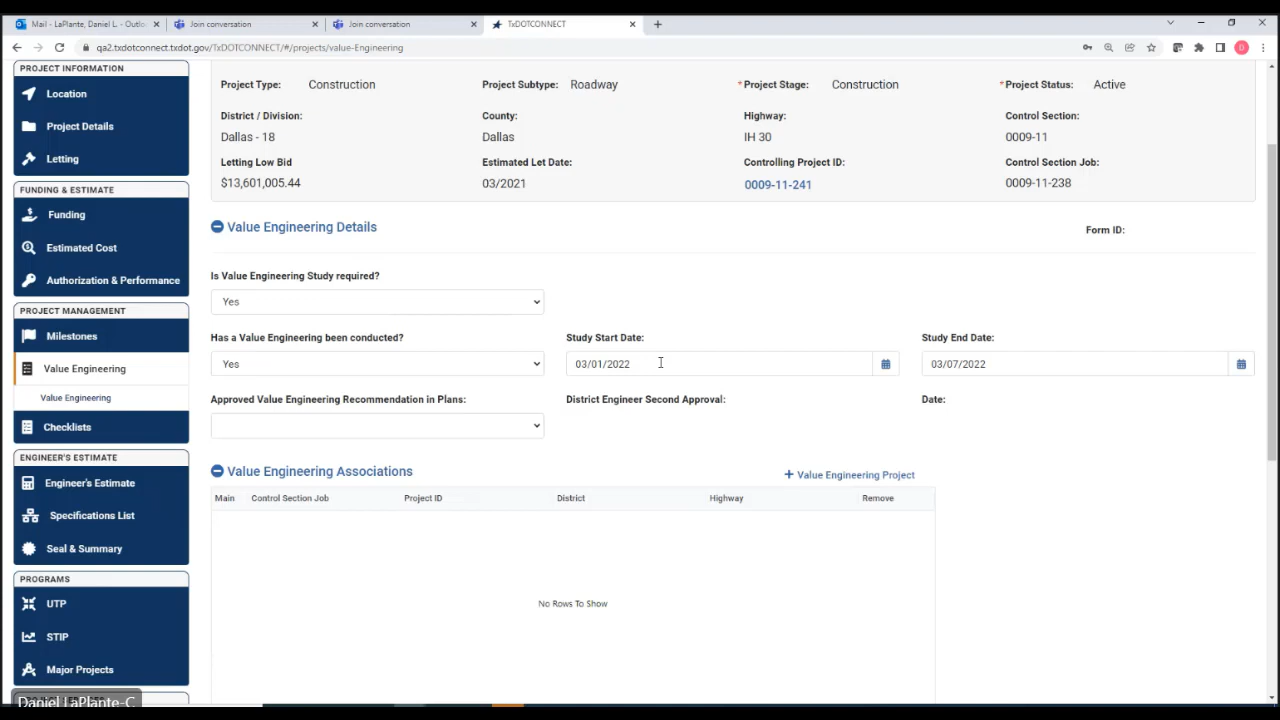 Mail - LaPlante, Daniel L. - Outlo
Join conversation
Join conversation
TxDOTCONNECT
qa2.txdotconnect.txdot.gov/TxDOTCONNECT/#/projects/value-Engineering
D
PROJECT INFORMATION
Location
Project Details
Letting
FUNDING & ESTIMATE
Funding
Estimated Cost
Authorization & Performance
PROJECT MANAGEMENT
Milestones
Value Engineering
Value Engineering
Checklists
ENGINEER'S ESTIMATE
Engineer's Estimate
Specifications List
Seal & Summary
PROGRAMS
UTP
STIP
Major Projects
Daniel LaPlante-C
Project Type: Construction Project Subtype: Roadway *Project Stage: Construction *Project Status: Active
District / Division: County: Highway: Control Section:
Dallas - 18 Dallas IH 30 0009-11
Letting Low Bid Estimated Let Date: Controlling Project ID: Control Section Job:
$13,601,005.44 03/2021 0009-11-241 0009-11-238
Value Engineering Details
Form ID:
Is Value Engineering Study required?
Yes
Has a Value Engineering been conducted? Study Start Date: Study End Date:
Yes 03/01/2022 03/07/2022
Approved Value Engineering Recommendation in Plans: District Engineer Second Approval: Date:
Value Engineering Associations
+ Value Engineering Project
Main Control Section Job Project ID District Highway Remove
No Rows To Show